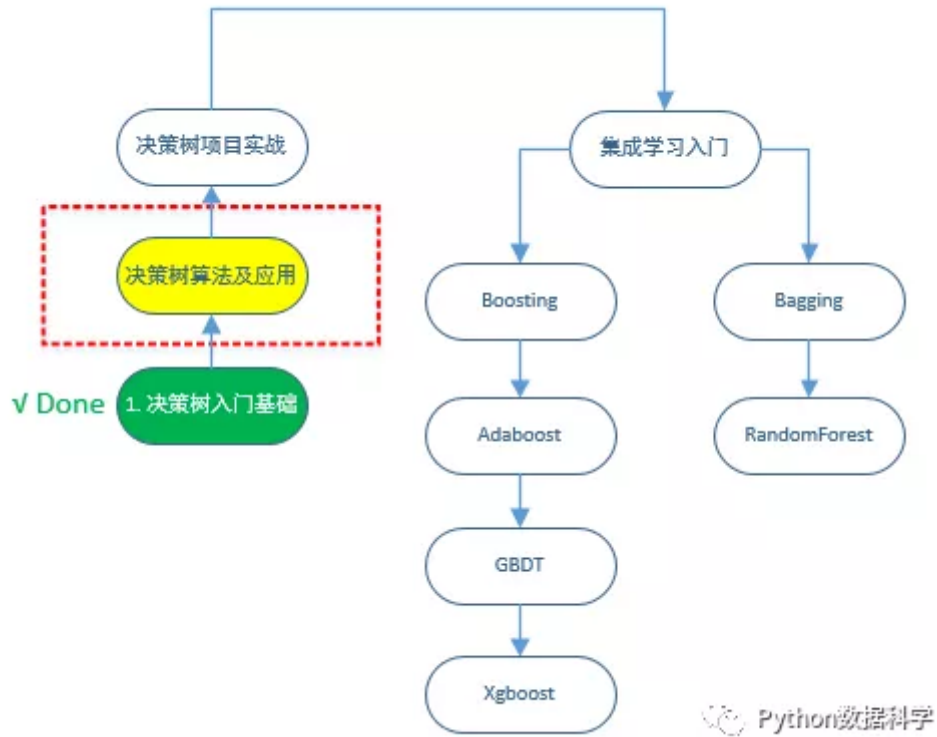 决策树项目实战
集成学习入门
决策树算法及应用
Boosting
Bagging
√ Done
1. 决策树入门基础
Adaboost
RandomForest
GBDT
Xgboost
Python数据科学